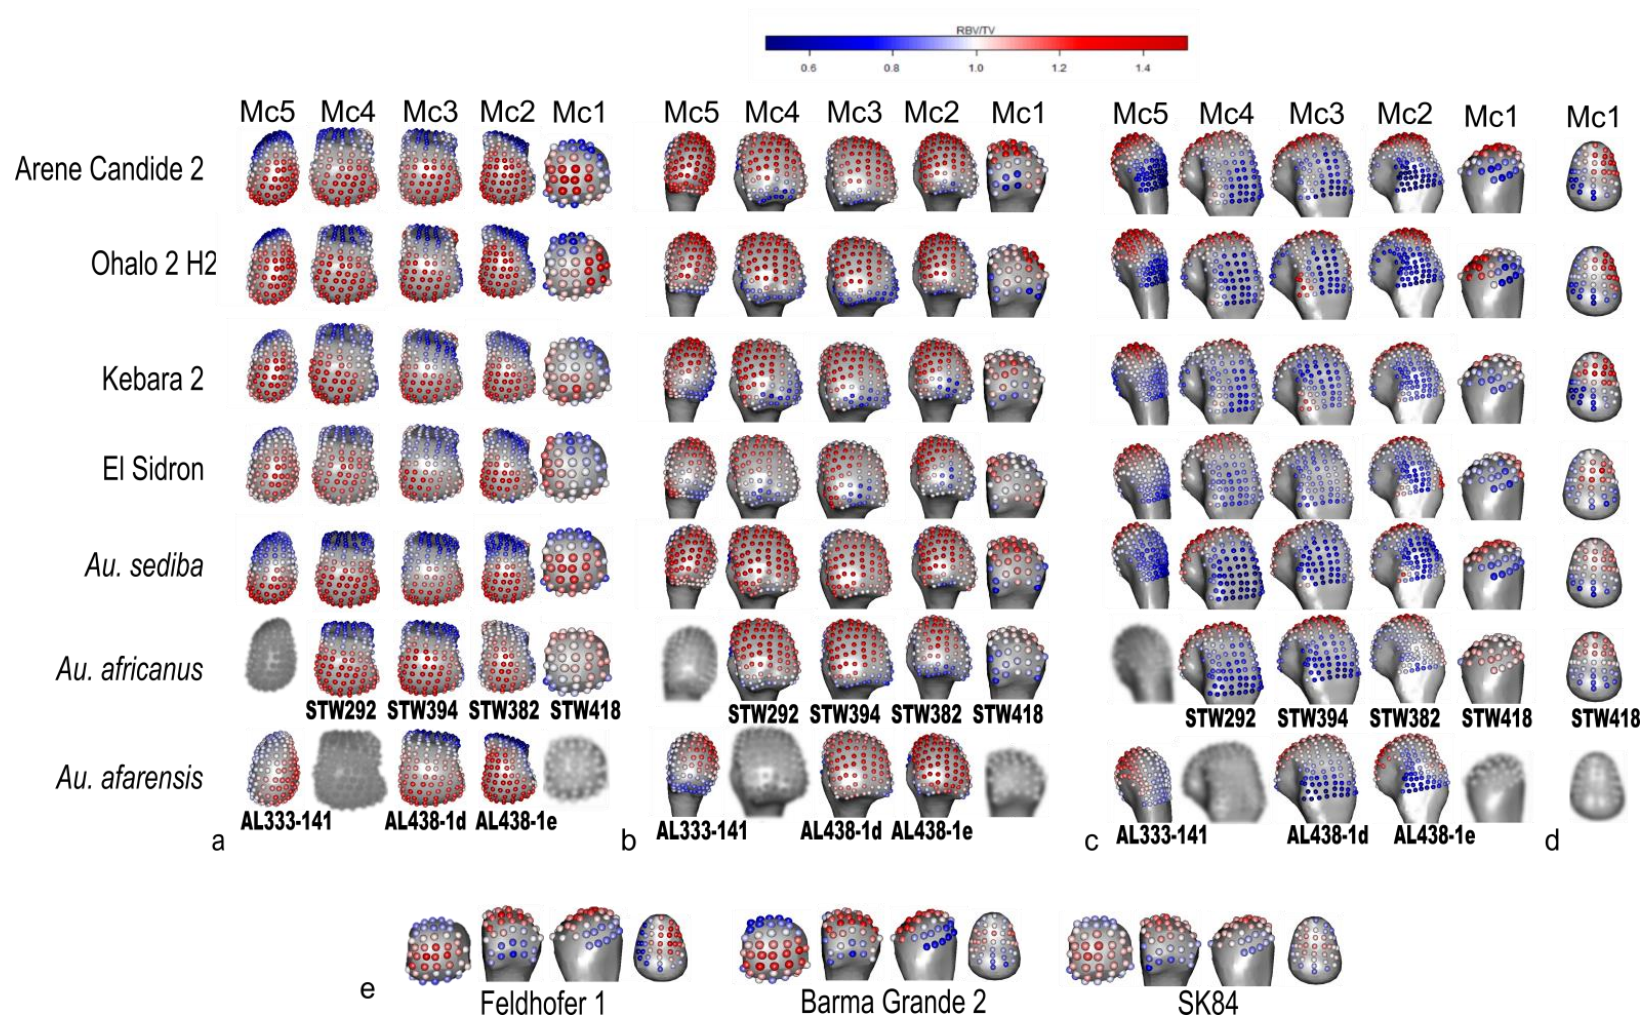 RBV/TV
0.6 0.8 1.0 1.2 1.4
Mc5 Mc4 Mc3 Mc2 Mc1 Mc5 Mc4 Mc3 Mc2 Mc1 Mc5 Mc4 Mc3 Mc2 Mc1 Mc1
Arene Candide 2
Ohalo 2 H2
Kebara 2
El Sidron
Au. sediba
Au. africanus
STW292 STW394 STW382 STW418 STW292 STW394 STW382 STW418 STW292 STW394 STW382 STW418 STW418
Au. afarensis
AL333-141 AL438-1d AL438-1e AL333-141 AL438-1d AL438-1e AL333-141 AL438-1d AL438-1e
a b c d
e Feldhofer 1 Barma Grande 2 SK84